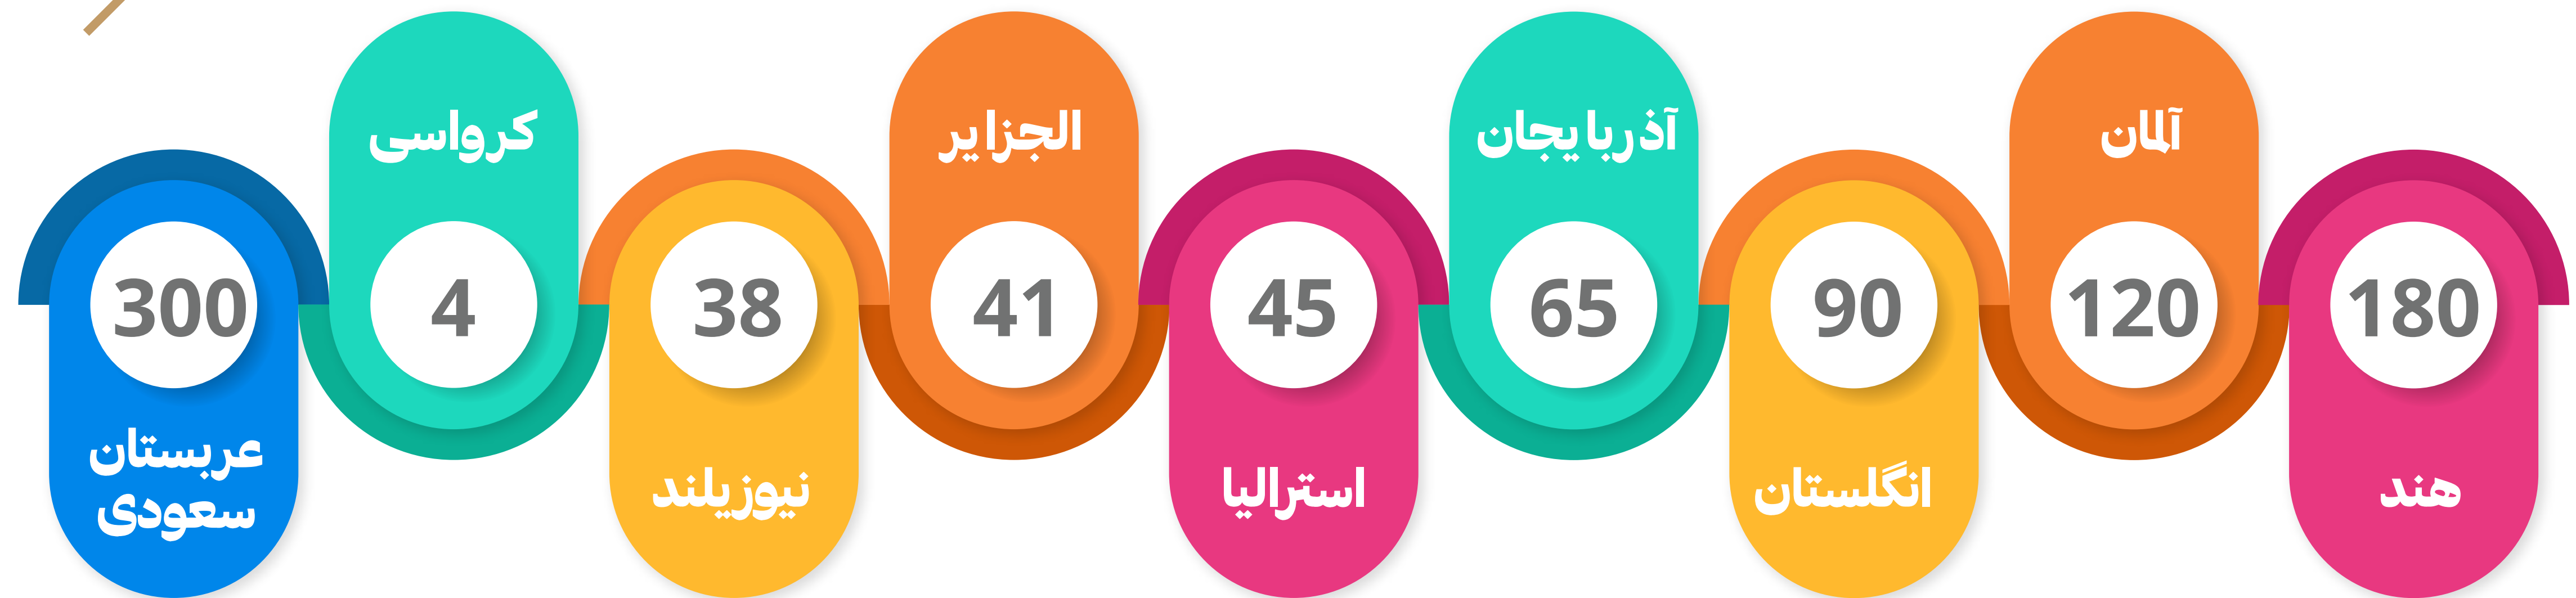 هند
180
آلمان
120
انگلستان
90
آذربایجان
65
استرالیا
45
الجزایر
41
نیوزیلند
38
کرواسی
4
عربستان
سعودی
300